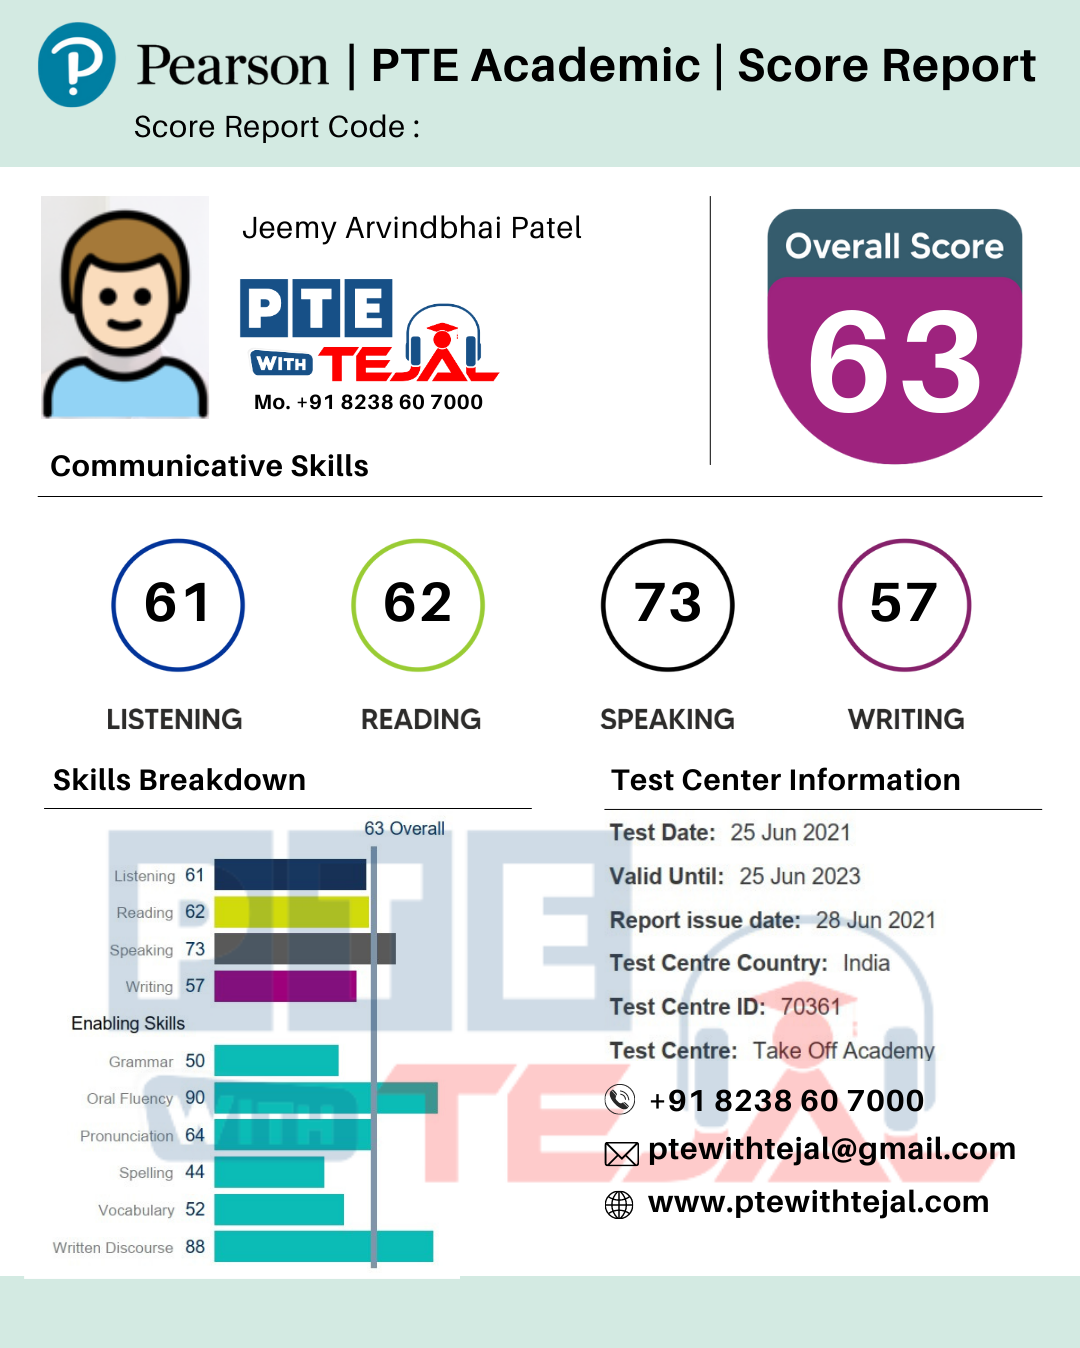 Pearson | PTE Academic | Score Report
Score Report Code :
Jeemy Arvindbhai Patel
PTE
WITH TEJAL
Mo. +91 8238 60 7000
Overall Score
63
Communicative Skills
61 62 73 57
LISTENING READING SPEAKING WRITING
Skills Breakdown
63 Overall
Listening 61
Reading 62
Speaking 73
Writing 57
Enabling Skills
Grammar 50
Oral Fluency 90
Pronunciation 64
Spelling 44
Vocabulary 52
Written Discourse 88
Test Center Information
Test Date: 25 Jun 2021
Valid Until: 25 Jun 2023
Report issue date: 28 Jun 2021
Test Centre Country: India
Test Centre ID: 70361
Test Centre: Take Off Academy
+91 8238 60 7000
ptewithtejal@gmail.com
www.ptewithtejal.com
PTE
WITH TEJAL